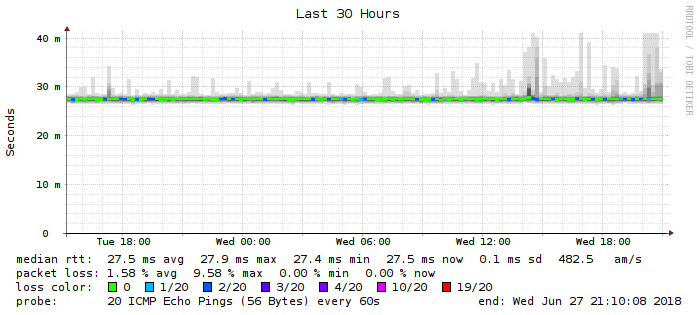 Last 30 Hours
RRDTOOL / TOBI OETIKER
Seconds
40 m
30 m
20 m
10 m
0
Tue 18:00 Wed 00:00 Wed 06:00 Wed 12:00 Wed 18:00
median rtt: 27.5 ms avg 27.9 ms max 27.4 ms min 27.5 ms now 0.1 ms sd 482.5 am/s
packet loss: 1.58 % avg 9.58 % max 0.00 % min 0.00 % now
loss color: 0 1/20 2/20 3/20 4/20 10/20 19/20
probe: 20 ICMP Echo Pings (56 Bytes) every 60s end: Wed Jun 27 21:10:08 2018